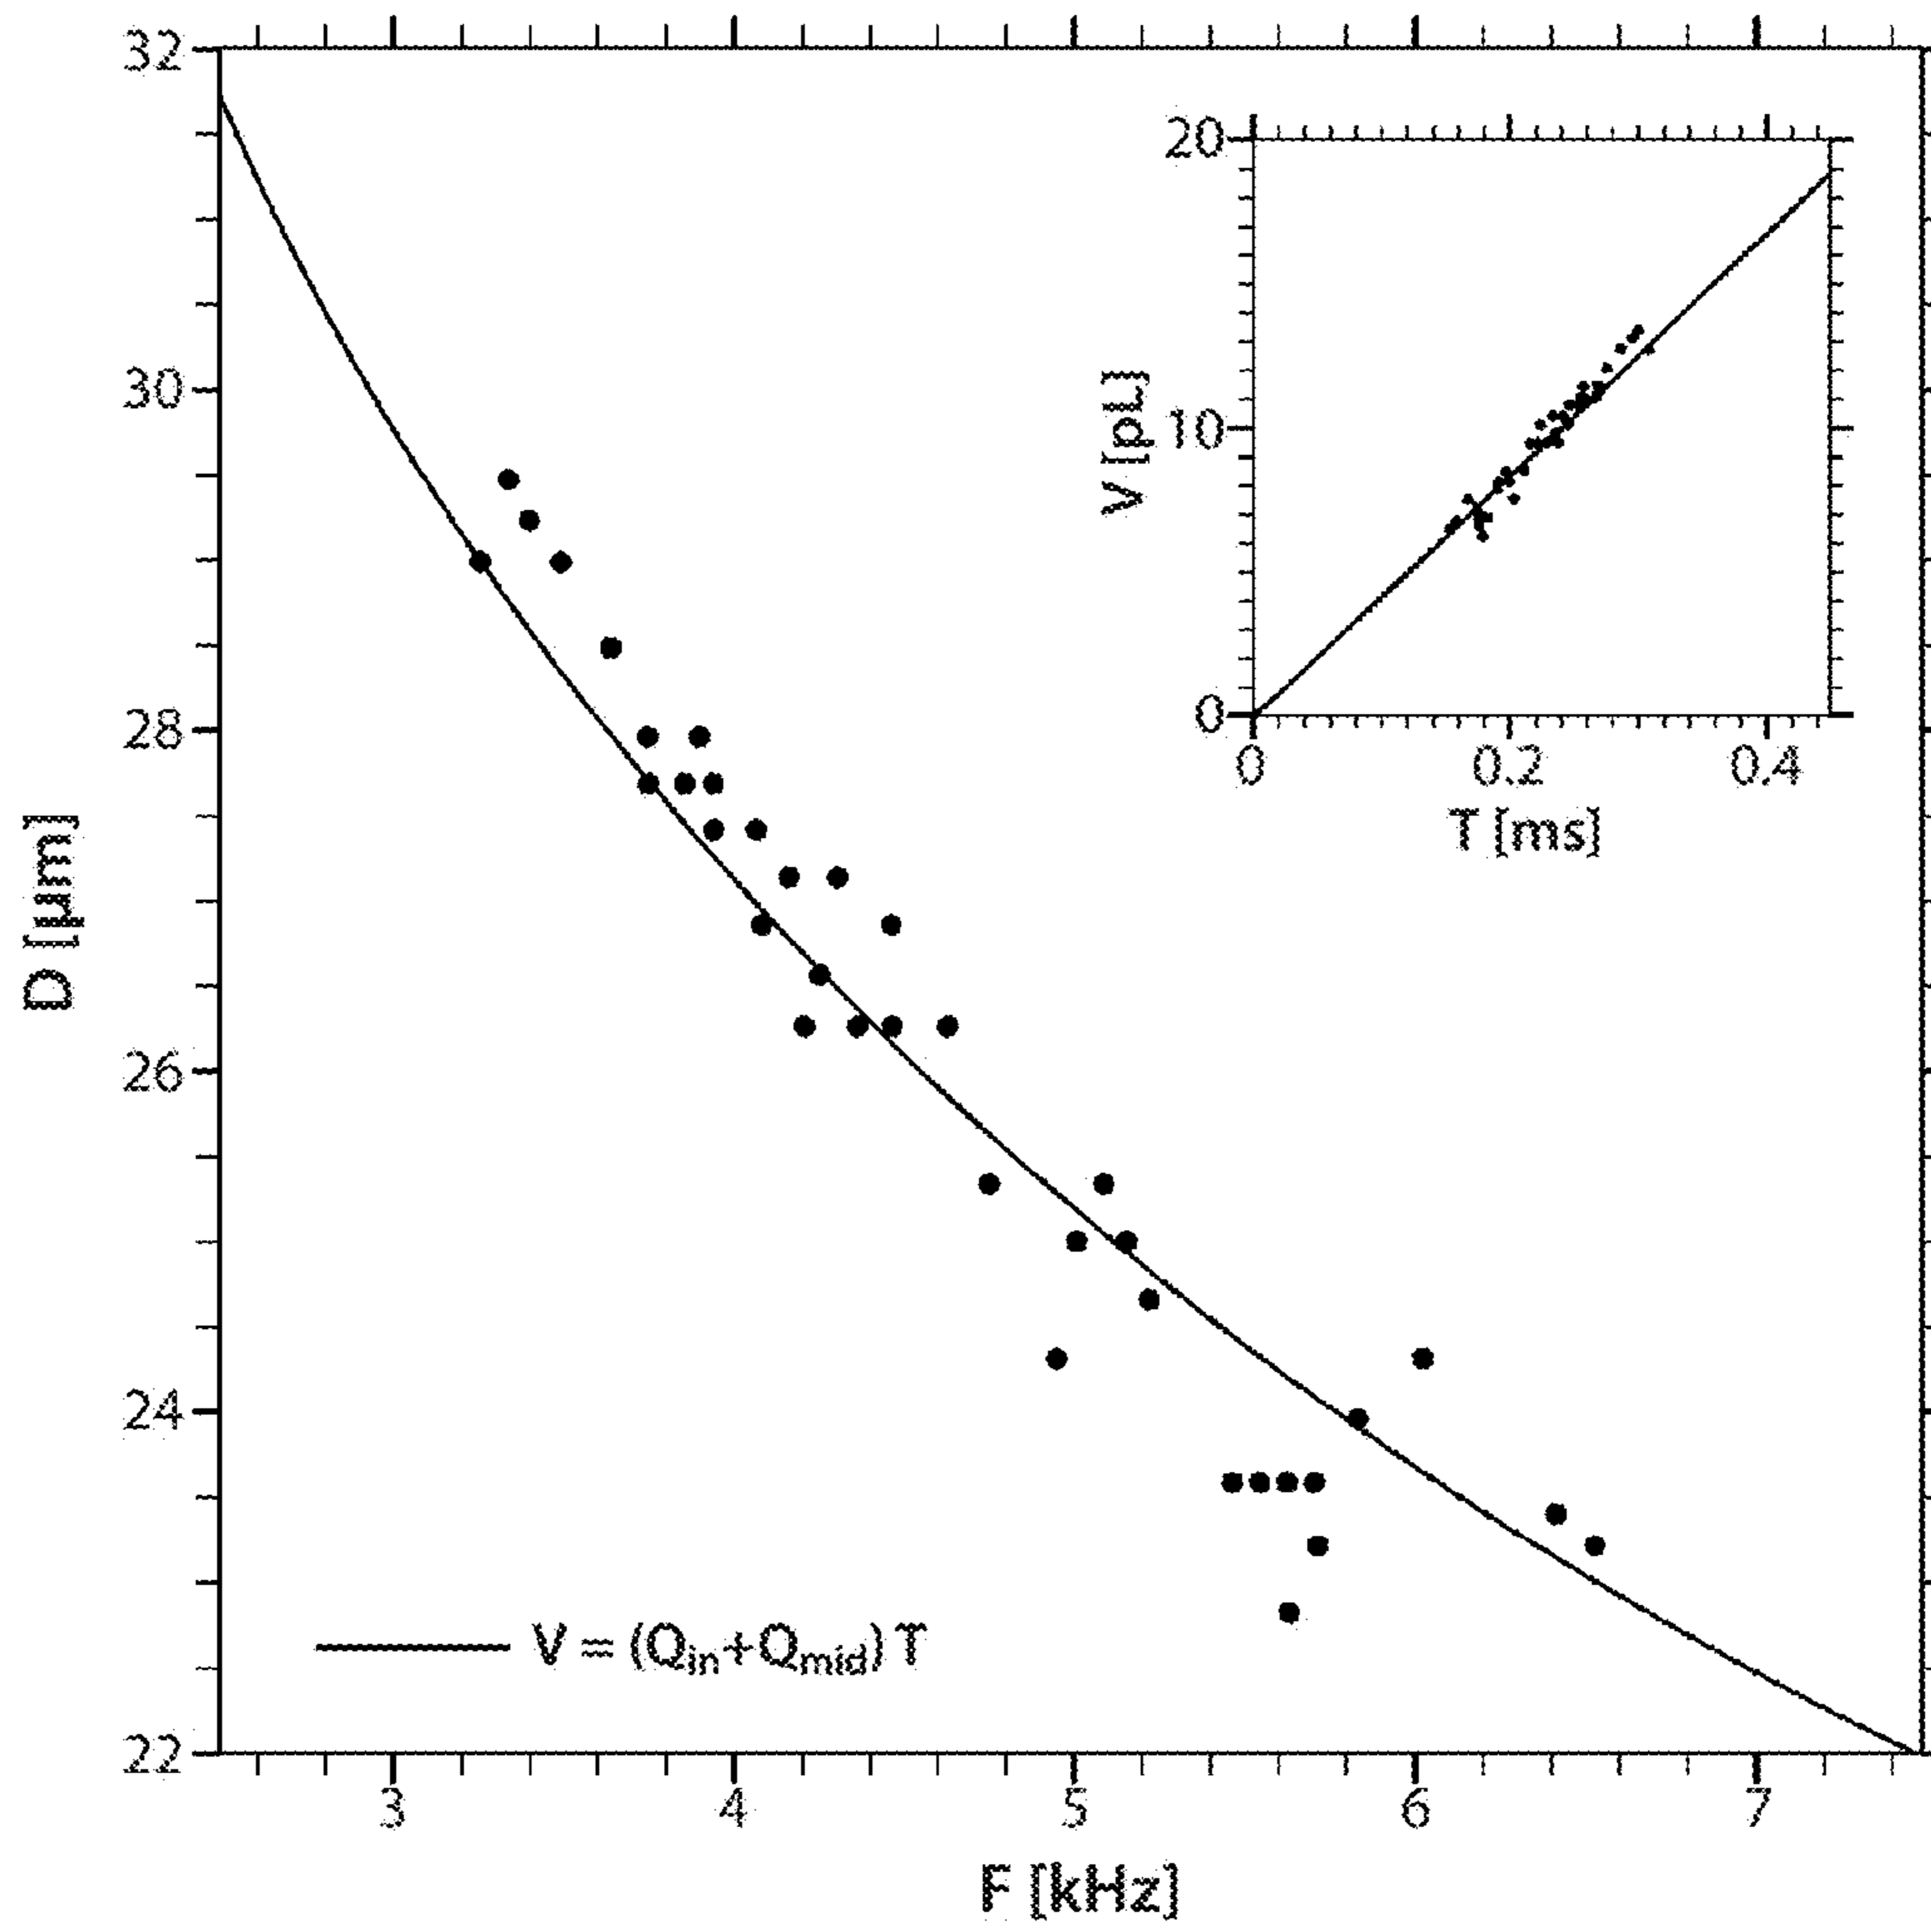 32
30
28
26
24
22
D [μm]
3 4 5 6 7
F [kHz]
V = (Qin+Qmid) T
20
10
0
V [pL]
0 0.2 0.4
T [ms]